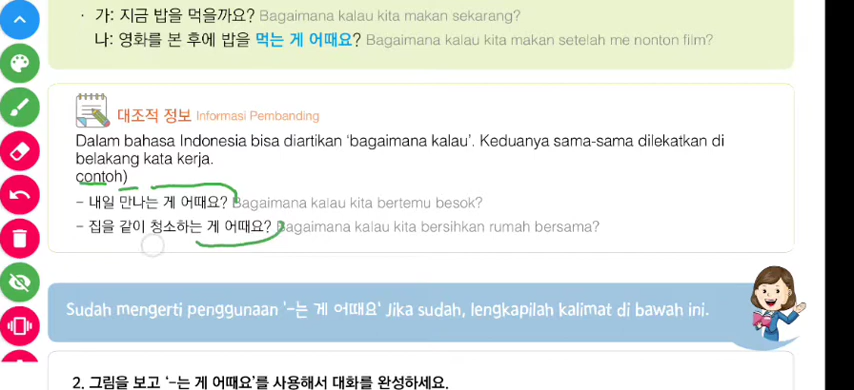 · 가: 지금 밥을 먹을까요? Bagaimana kalau kita makan sekarang?
나: 영화를 본 후에 밥을 먹는 게 어때요? Bagaimana kalau kita makan setelah me nonton film?
대조적 정보 Informasi Pembanding
Dalam bahasa Indonesia bisa diartikan 'bagaimana kalau'. Keduanya sama-sama dilekatkan di
belakang kata kerja.
contoh)
- 내일 만나는 게 어때요? Bagaimana kalau kita bertemu besok?
- 집을 같이 청소하는 게 어때요? Bagaimana kalau kita bersihkan rumah bersama?
Sudah mengerti penggunaan '-는 게 어때요' Jika sudah, lengkapilah kalimat di bawah ini.
2. 그림을 보고 '-는 게 어때요'를 사용해서 대화를 완성하세요.